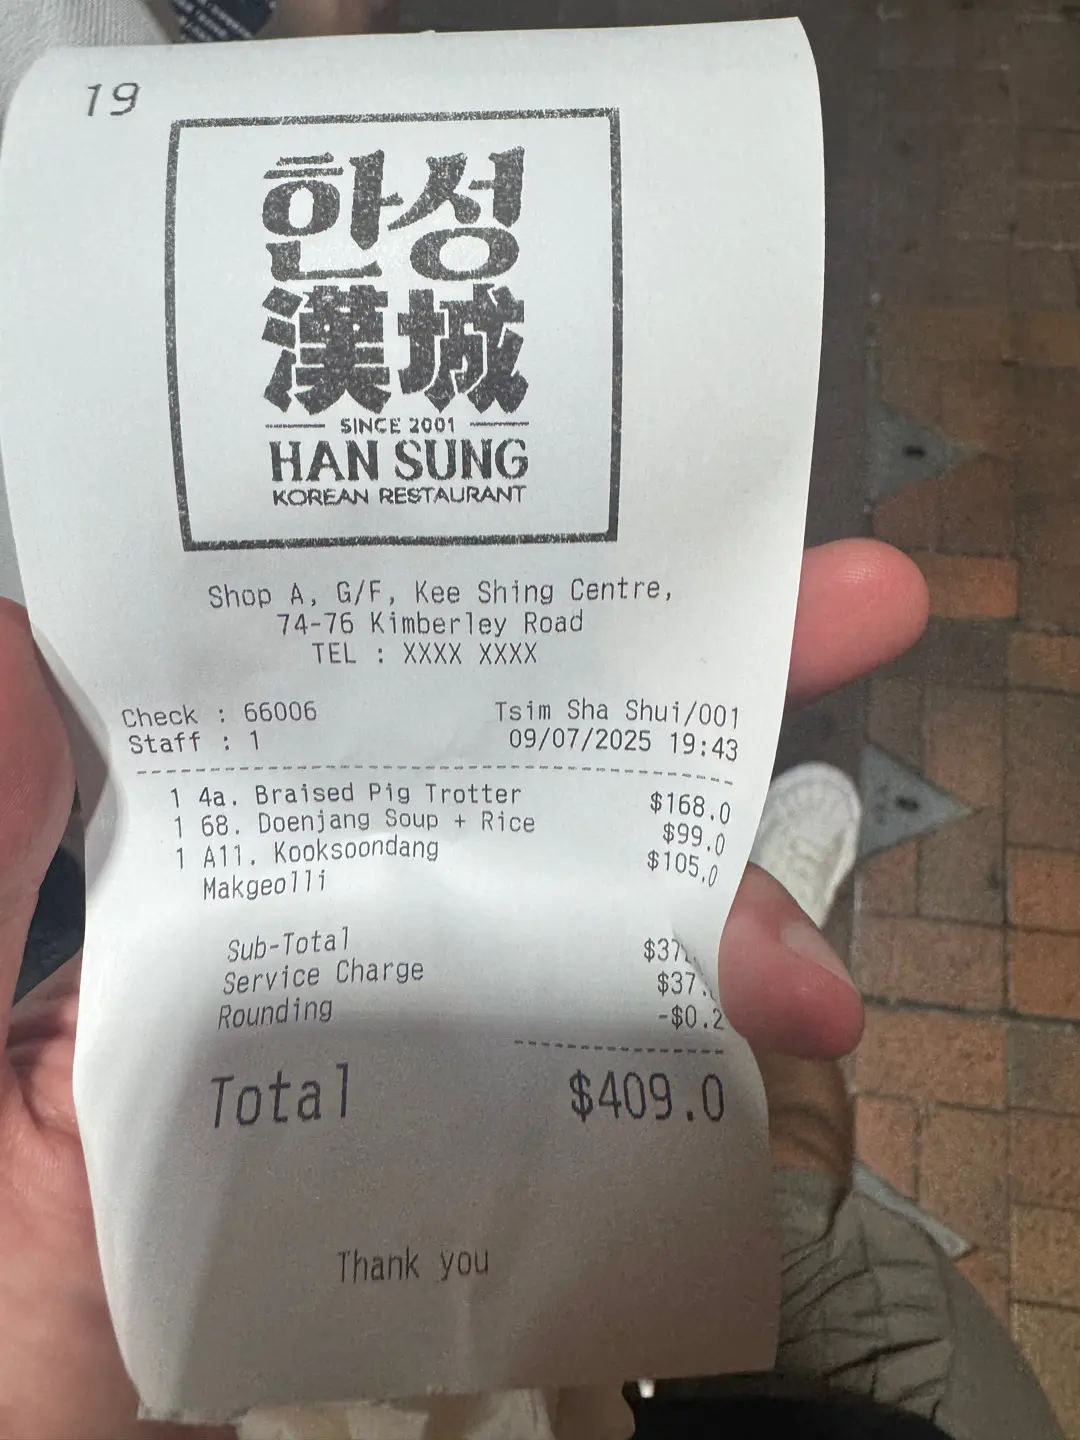 19
한성
漢城
SINCE 2001
HAN SUNG
KOREAN RESTAURANT
Shop A, G/F, Kee Shing Centre,
74-76 Kimberley Road
TEL : XXXX XXXX
Check : 66006 Tsim Sha Shui/001
Staff : 1 09/07/2025 19:43
1 4a. Braised Pig Trotter $168.0
1 68. Doenjang Soup + Rice $99.0
1 A11. Kooksoondang $105.0
Makgeolli
Sub-Total
Service Charge
Rounding -$0.2
Total $409.0
Thank you